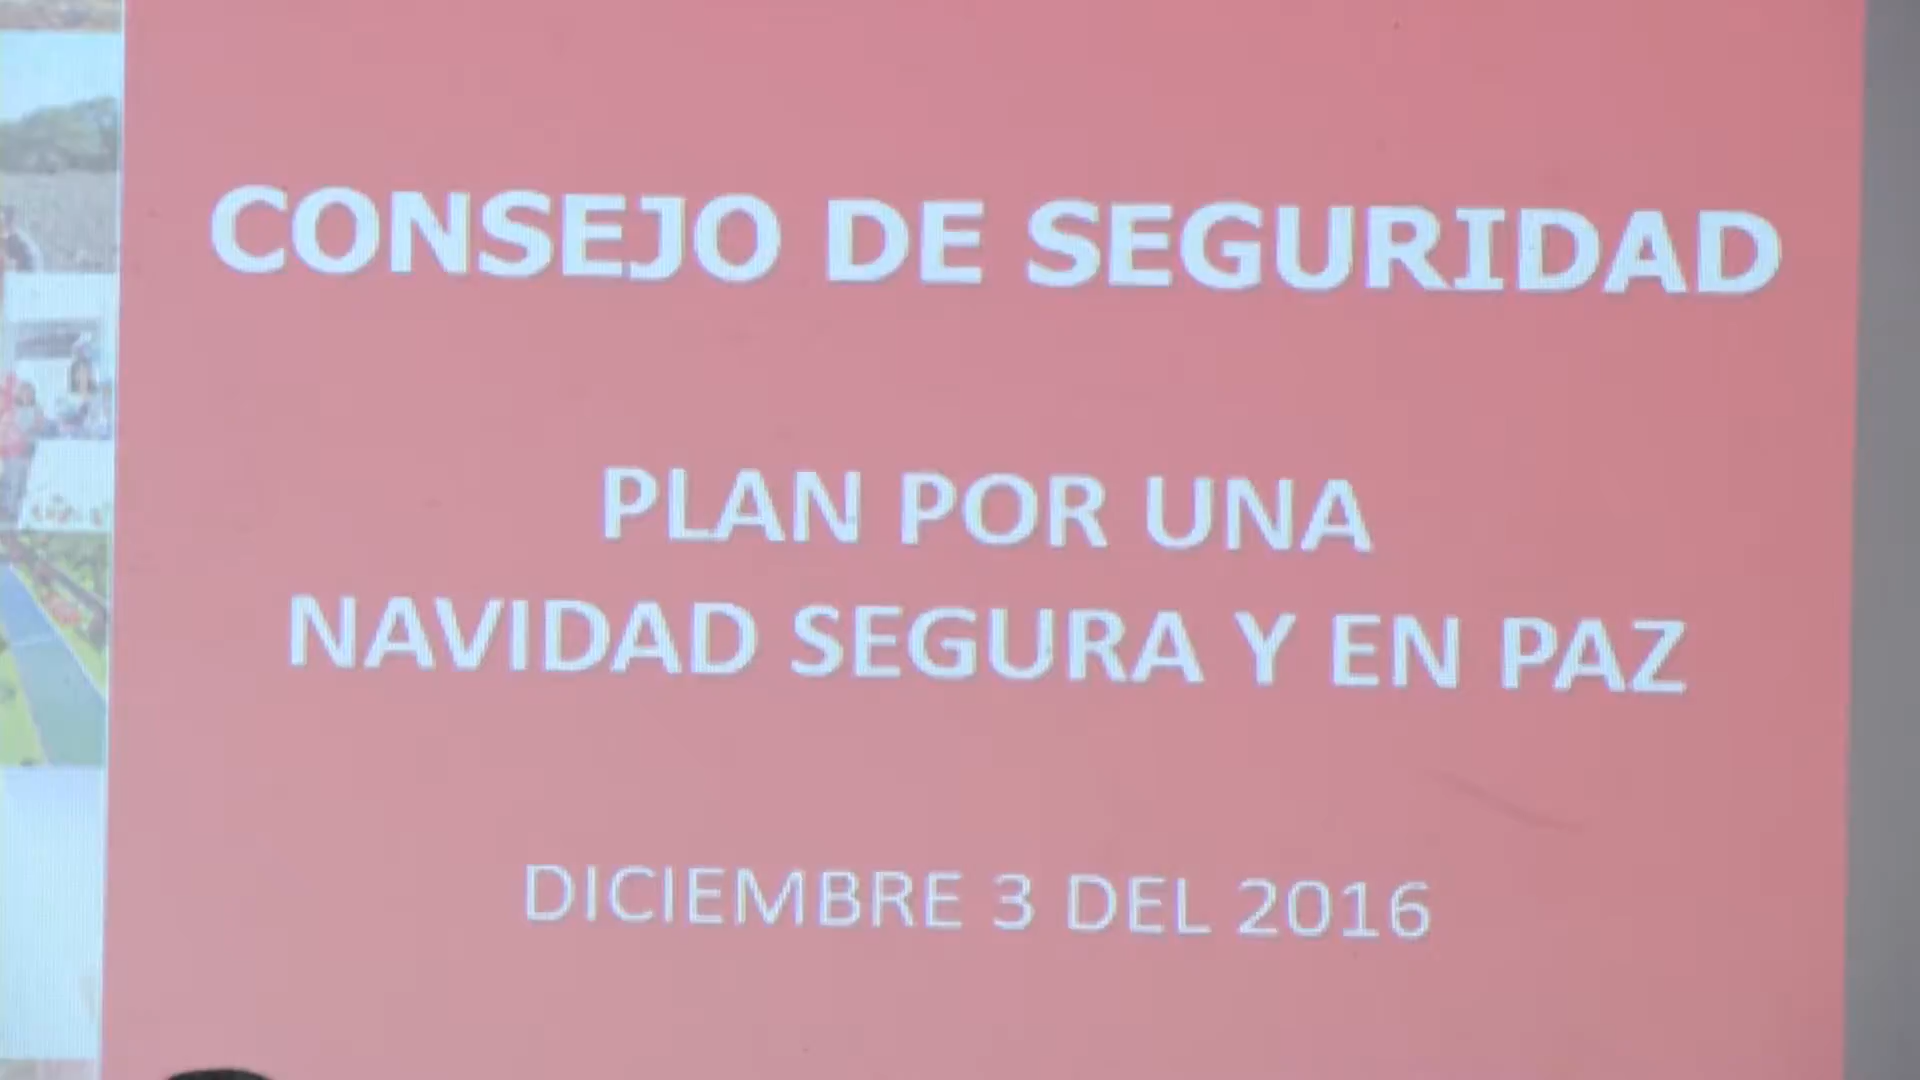 CONSEJO DE SEGURIDAD
PLAN POR UNA
NAVIDAD SEGURA Y EN PAZ
DICIEMBRE 3 DEL 2016